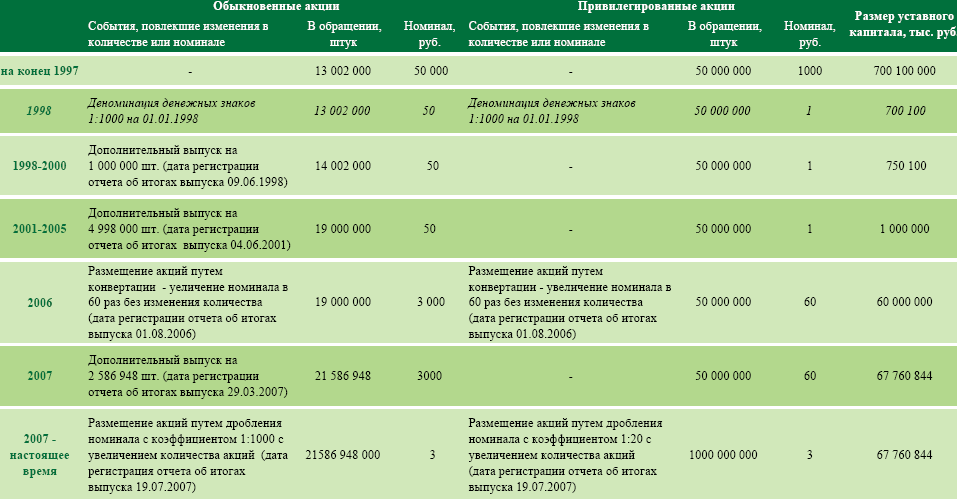 Обыкновенные акции
Привилегированные акции
Размер уставного
капитала, тыс. руб.
События, повлекшие изменения в
количестве или номинале
В обращении,
штук
Номинал,
руб.
События, повлекшие изменения в
количестве или номинале
В обращении,
штук
Номинал,
руб.
на конец 1997
-
13 002 000
50 000
-
50 000 000
1000
700 100 000
1998
Деноминация денежных знаков
1:1000 на 01.01.1998
13 002 000
50
Деноминация денежных знаков
1:1000 на 01.01.1998
50 000 000
1
700 100
1998-2000
Дополнительный выпуск на
1 000 000 шт. (дата регистрации
отчета об итогах выпуска 09.06.1998)
14 002 000
50
-
50 000 000
1
750 100
2001-2005
Дополнительный выпуск на
4 998 000 шт. (дата регистрации
отчета об итогах выпуска 04.06.2001)
19 000 000
50
-
50 000 000
1
1 000 000
2006
Размещение акций путем
конвертации - уеличение номинала в
60 раз без изменения количества
(дата регистрации отчета об итогах
выпуска 01.08.2006)
19 000 000
3 000
Размещение акций путем
конвертации - увеличение номинала в
60 раз без изменения количества
(дата регистрации отчета об итогах
выпуска 01.08.2006)
50 000 000
60
60 000 000
2007
Дополнительный выпуск на
2 586 948 шт. (дата регистрации
отчета об итогах выпуска 29.03.2007)
21 586 948
3000
-
50 000 000
60
67 760 844
2007 -
настоящее
время
Размещение акций путем дробления
номинала с коэффициентом 1:1000 с
увеличением количества акций (дата
регистрация отчета об итогах
выпуска 19.07.2007)
21586 948 000
3
Размещение акций путем дробления
номинала с коэффициентом 1:20 с
увеличением количества акций
(дата регистрации отчета об итогах
выпуска 19.07.2007)
1000 000 000
3
67 760 844